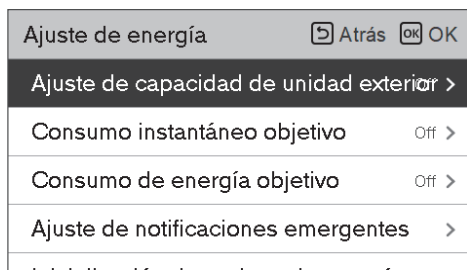 Ajuste de energía Atrás OK OK
Ajuste de capacidad de unidad exterior Off >
Consumo instantáneo objetivo Off >
Consumo de energía objetivo Off >
Ajuste de notificaciones emergentes >